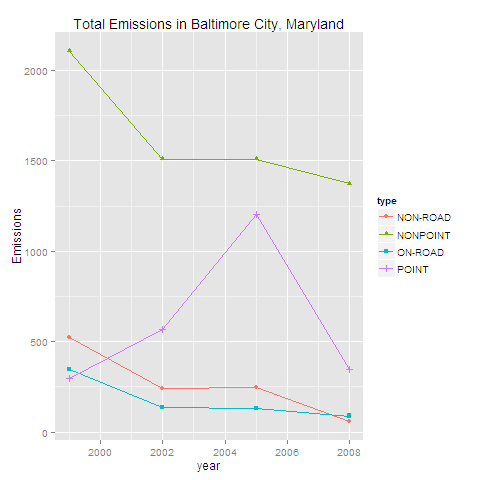 Total Emissions in Baltimore City, Maryland
2000
1500
1000
500
0
Emissions
2000
2002
2004
2006
2008
year
type
NON-ROAD
NONPOINT
ON-ROAD
POINT